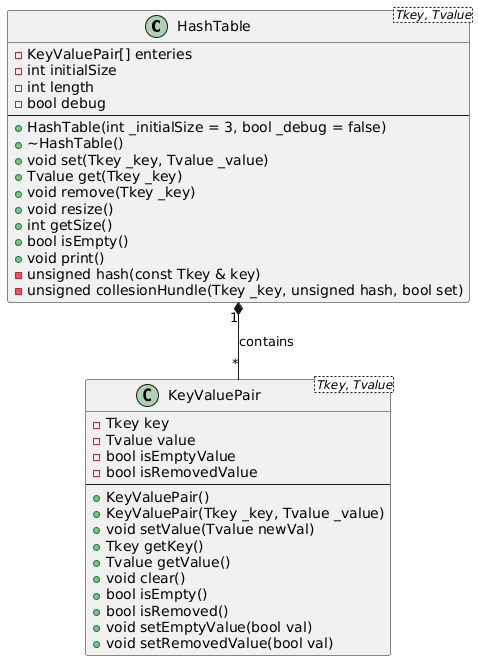 C HashTable
Tkey, Tvalue
KeyValuePair[] enteries
int initialSize
int length
bool debug
HashTable(int _initialSize = 3, bool _debug = false)
~HashTable()
void set(Tkey _key, Tvalue _value)
Tvalue get(Tkey _key)
void remove(Tkey _key)
void resize()
int getSize()
bool isEmpty()
void print()
unsigned hash(const Tkey & key)
unsigned collesionHundle(Tkey _key, unsigned hash, bool set)
1
contains
*
C KeyValuePair
Tkey, Tvalue
Tkey key
Tvalue value
bool isEmptyValue
bool isRemovedValue
KeyValuePair()
KeyValuePair(Tkey _key, Tvalue _value)
void setValue(Tvalue newVal)
Tkey getKey()
Tvalue getValue()
void clear()
bool isEmpty()
bool isRemoved()
void setEmptyValue(bool val)
void setRemovedValue(bool val)